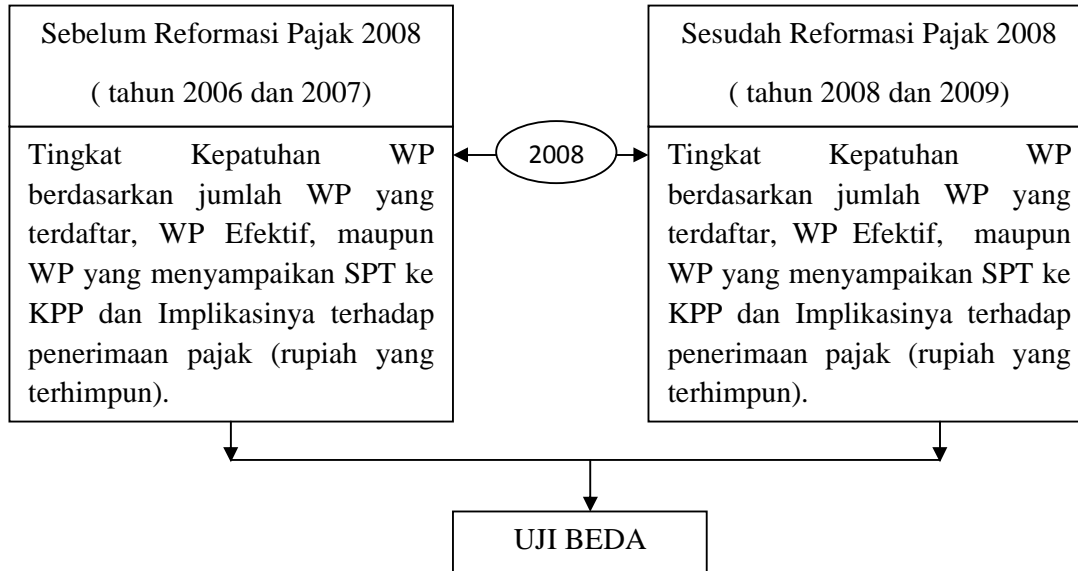 Sebelum Reformasi Pajak 2008
( tahun 2006 dan 2007)
Tingkat Kepatuhan WP
berdasarkan jumlah WP yang
terdaftar, WP Efektif, maupun
WP yang menyampaikan SPT ke
KPP dan Implikasinya terhadap
penerimaan pajak (rupiah yang
terhimpun).
2008
Sesudah Reformasi Pajak 2008
( tahun 2008 dan 2009)
Tingkat Kepatuhan WP
berdasarkan jumlah WP yang
terdaftar, WP Efektif, maupun
WP yang menyampaikan SPT ke
KPP dan Implikasinya terhadap
penerimaan pajak (rupiah yang
terhimpun).
UJI BEDA